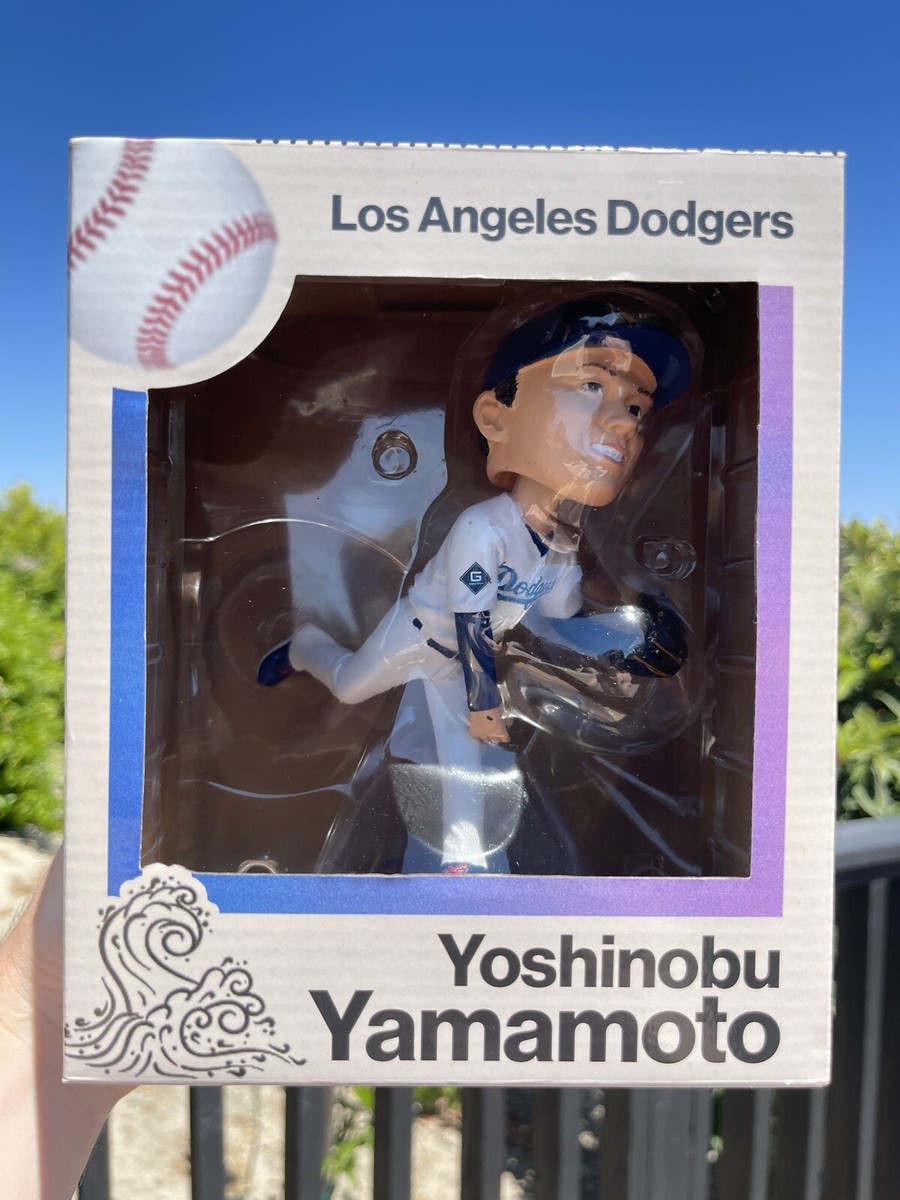 Los Angeles Dodgers
Dodgers
G
Yoshinobu
Yamamoto